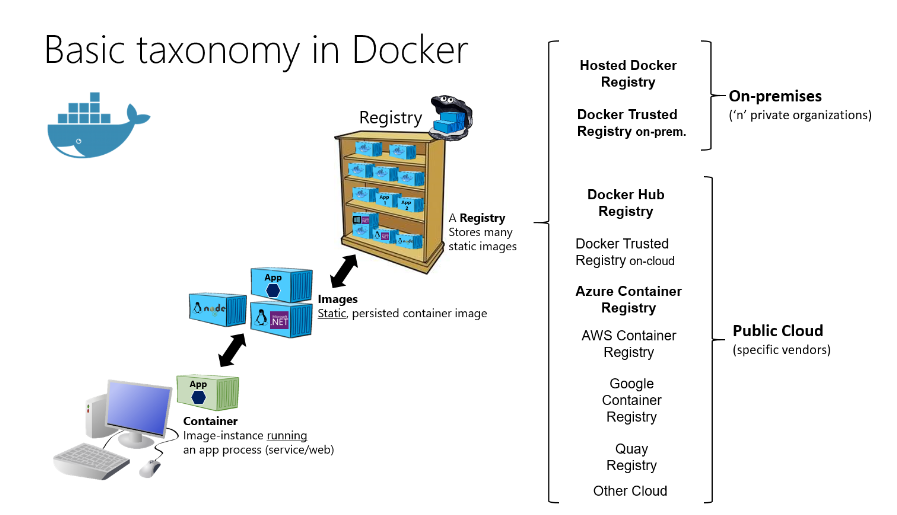 Basic taxonomy in Docker
Registry
App
1
App
2
.NET
node
A Registry
Stores many
static images
App
node
Microsoft
.NET
Images
Static, persisted container image
App
Container
Image-instance running
an app process (service/web)
Hosted Docker
Registry
Docker Trusted
Registry on-prem.
On-premises
(‘n’ private organizations)
Docker Hub
Registry
Docker Trusted
Registry on-cloud
Azure Container
Registry
AWS Container
Registry
Google
Container
Registry
Quay
Registry
Other Cloud
Public Cloud
(specific vendors)